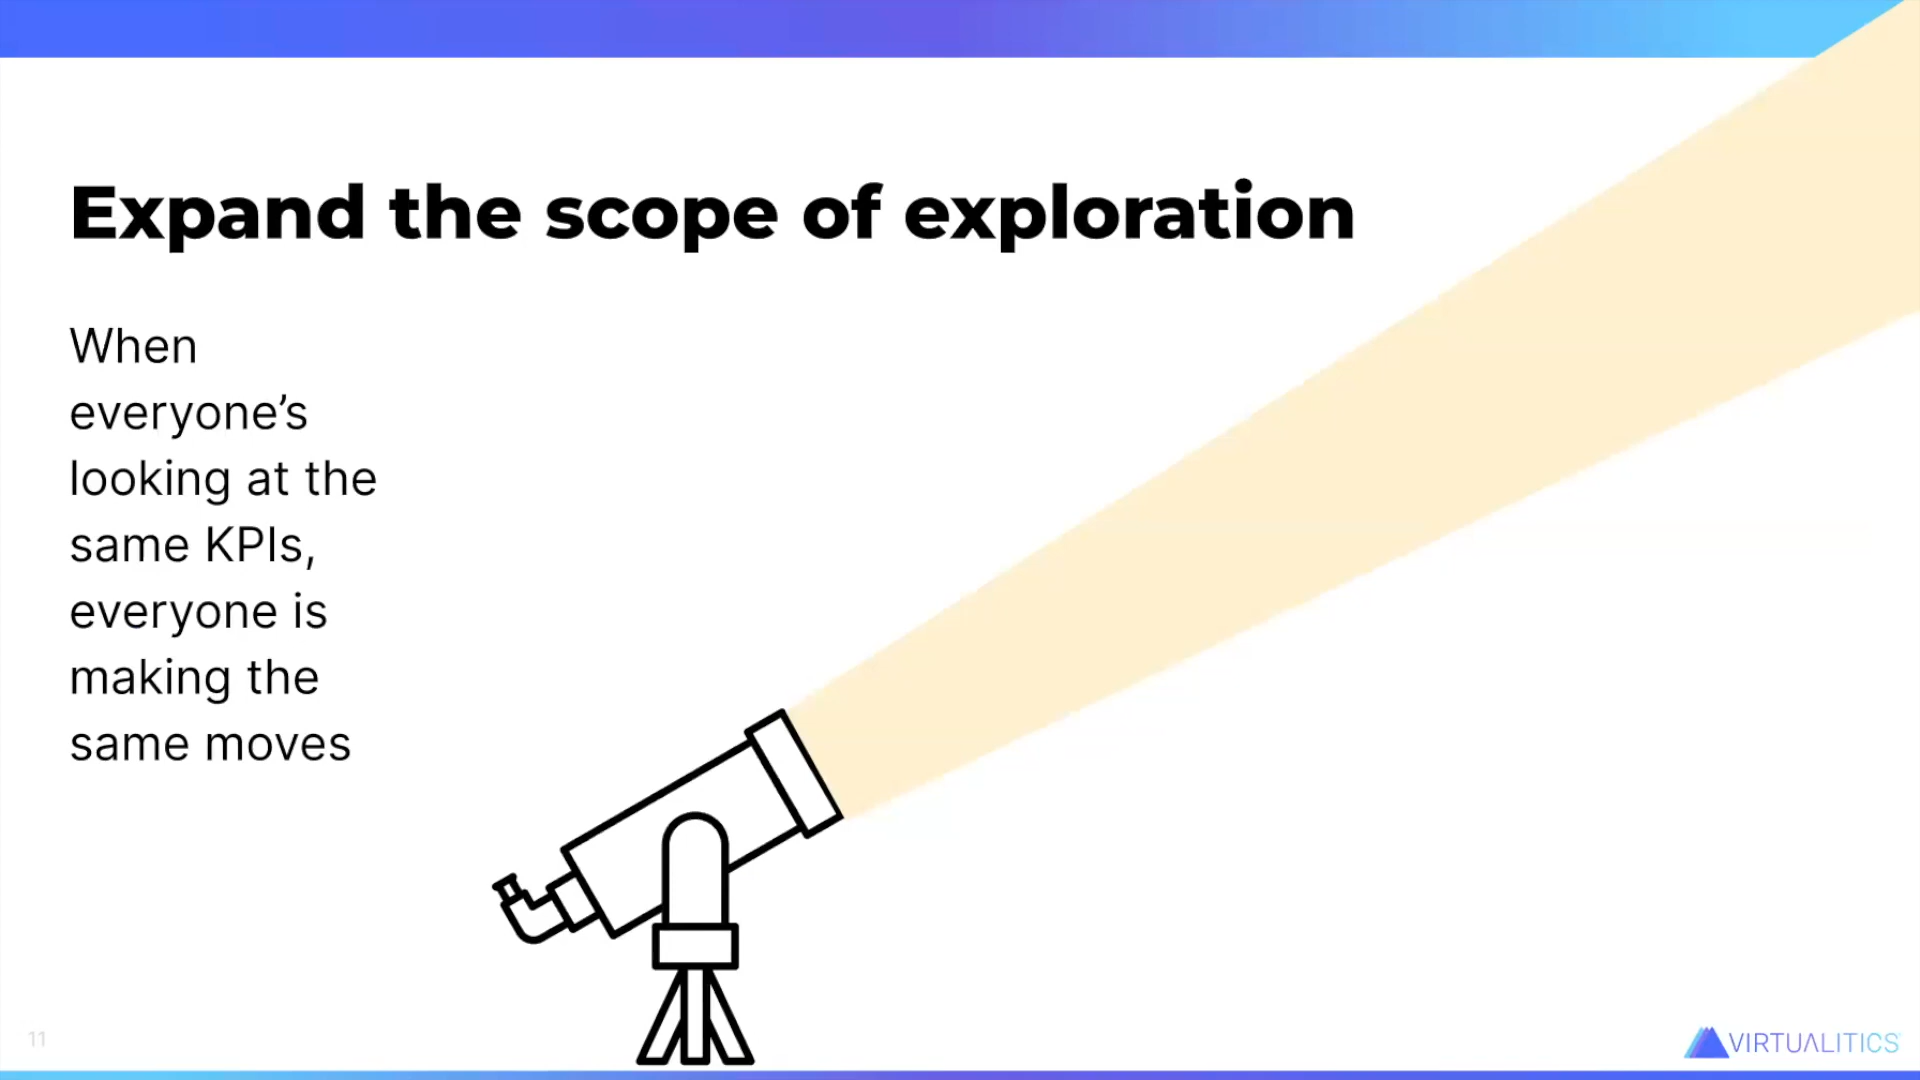 Expand the scope of exploration
When
everyone’s
looking at the
same KPIs,
everyone is
making the
same moves
11
VIRTUALITICS